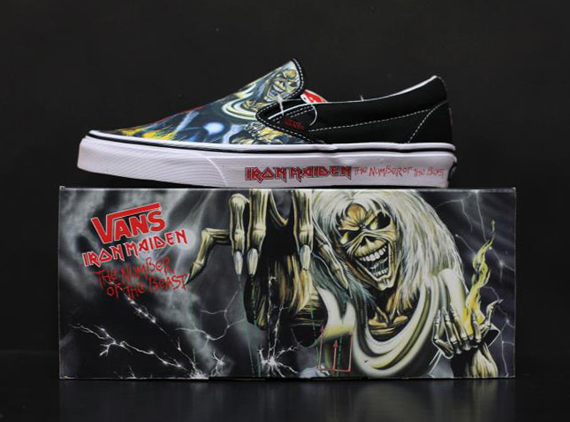 IRON MAIDEN The Number of the Beast
VANS
IRON MAIDEN
The Number
of the Beast